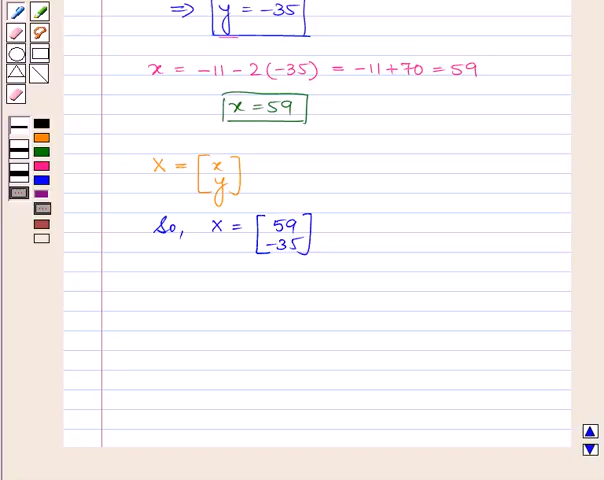 ⇒ y = -35
x = -11 - 2(-35) = -11 + 70 = 59
x = 59
X = [x
y]
So, X = [59
-35]